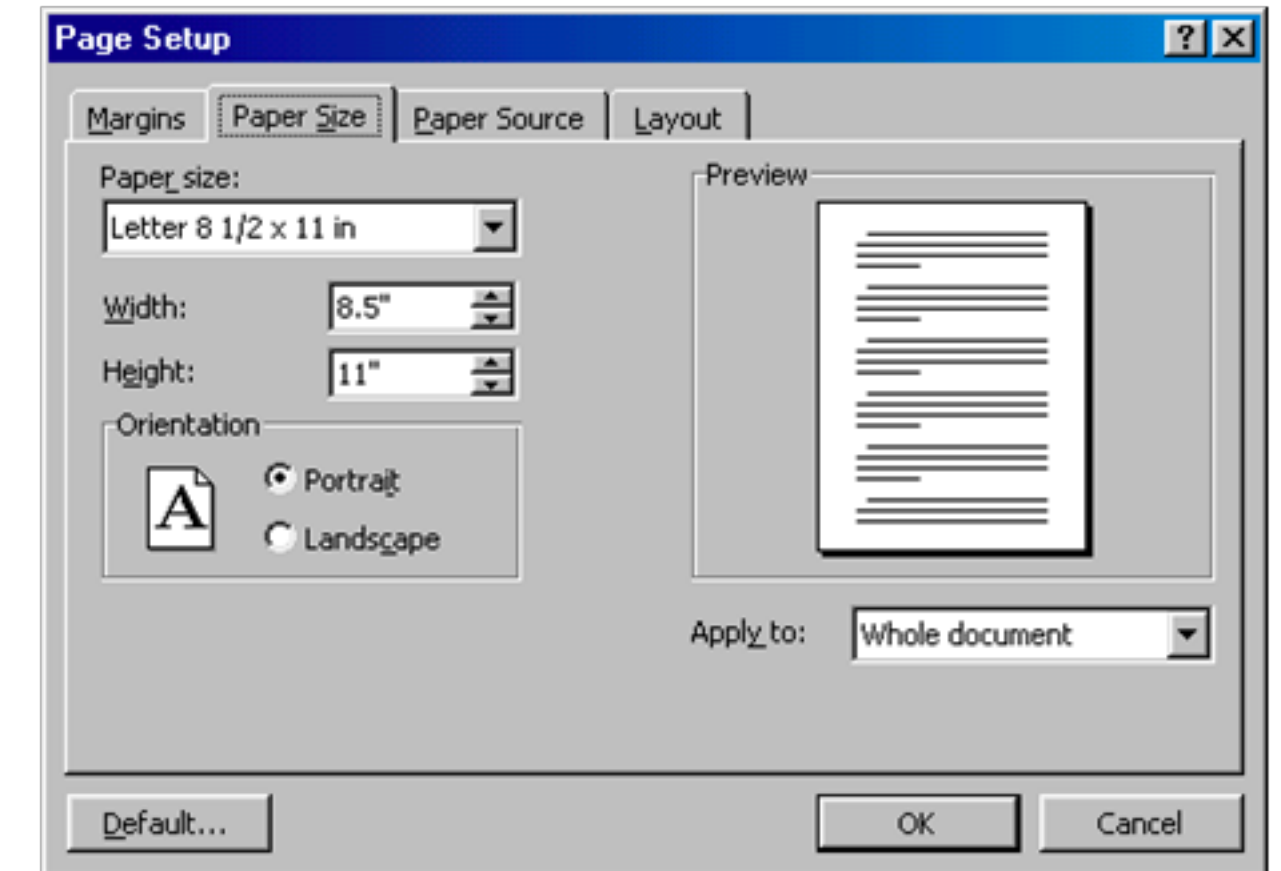 Page Setup
Margins Paper Size Paper Source Layout
Paper size:
Letter 8 1/2 x 11 in
Width: 8.5"
Height: 11"
Orientation
A
Portrait
Landscape
Preview
Apply to: Whole document
Default... OK Cancel